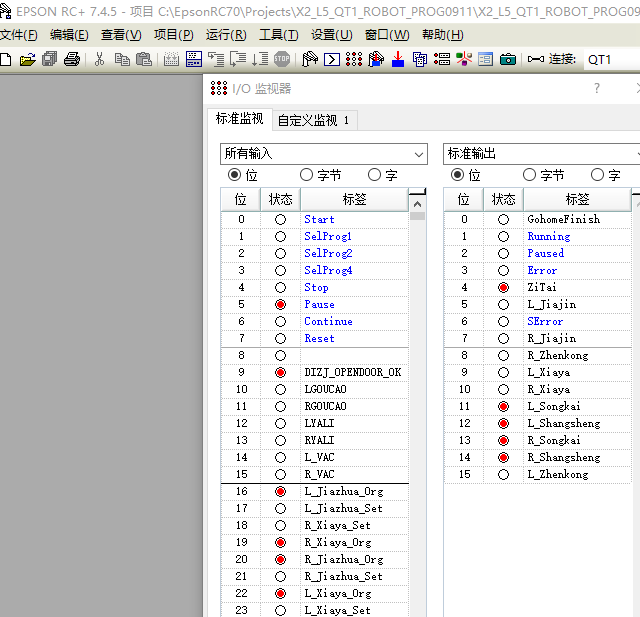 EPSON RC+ 7.4.5 - 项目 C:\EpsonRC70\Projects\X2_L5_QT1_ROBOT_PROG0911\X2_L5_QT1_ROBOT_PROG09
文件(F) 编辑(E) 查看(V) 项目(P) 运行(R) 工具(T) 设置(U) 窗口(W) 帮助(H)
STOP 连接: QT1
I/O 监视器 ?
标准监视 自定义监视 1
所有输入 标准输出
位 字节 字 位 字节 字
位 状态 标签 位 状态 标签
0 Start 0 GohomeFinish
1 SelProg1 1 Running
2 SelProg2 2 Paused
3 SelProg4 3 Error
4 Stop 4 ZiTai
5 Pause 5 L_Jiajin
6 Continue 6 SError
7 Reset 7 R_Jiajin
8 8 R_Zhenkong
9 DIZJ_OPENDOOR_OK 9 L_Xiaya
10 LGOUCAO 10 R_Xiaya
11 RGOUCAO 11 L_Songkai
12 LYALI 12 L_Shangsheng
13 RYALI 13 R_Songkai
14 L_VAC 14 R_Shangsheng
15 R_VAC 15 L_Zhenkong
16 L_Jiazhua_Org
17 L_Jiazhua_Set
18 R_Xiaya_Set
19 R_Xiaya_Org
20 R_Jiazhua_Org
21 R_Jiazhua_Set
22 L_Xiaya_Org
23 L_Xiaya_Set